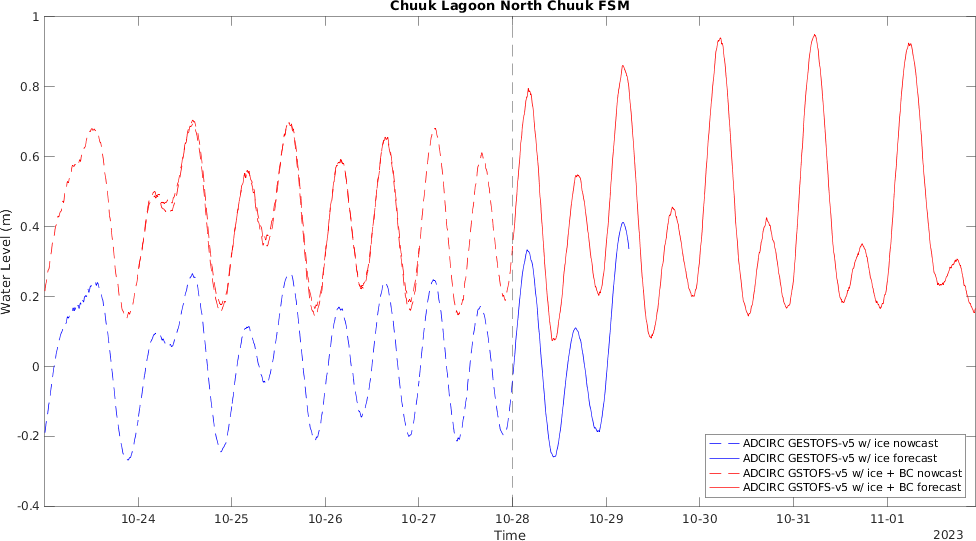 Chuuk Lagoon North Chuuk FSM
1
0.8
0.6
0.4
0.2
0
-0.2
-0.4
Water Level (m)
ADCIRC GESTOFS-v5 w/ ice nowcast
ADCIRC GESTOFS-v5 w/ ice forecast
ADCIRC GSTOFS-v5 w/ ice + BC nowcast
ADCIRC GSTOFS-v5 w/ ice + BC forecast
10-24 10-25 10-26 10-27 10-28 10-29 10-30 10-31 11-01
Time
2023